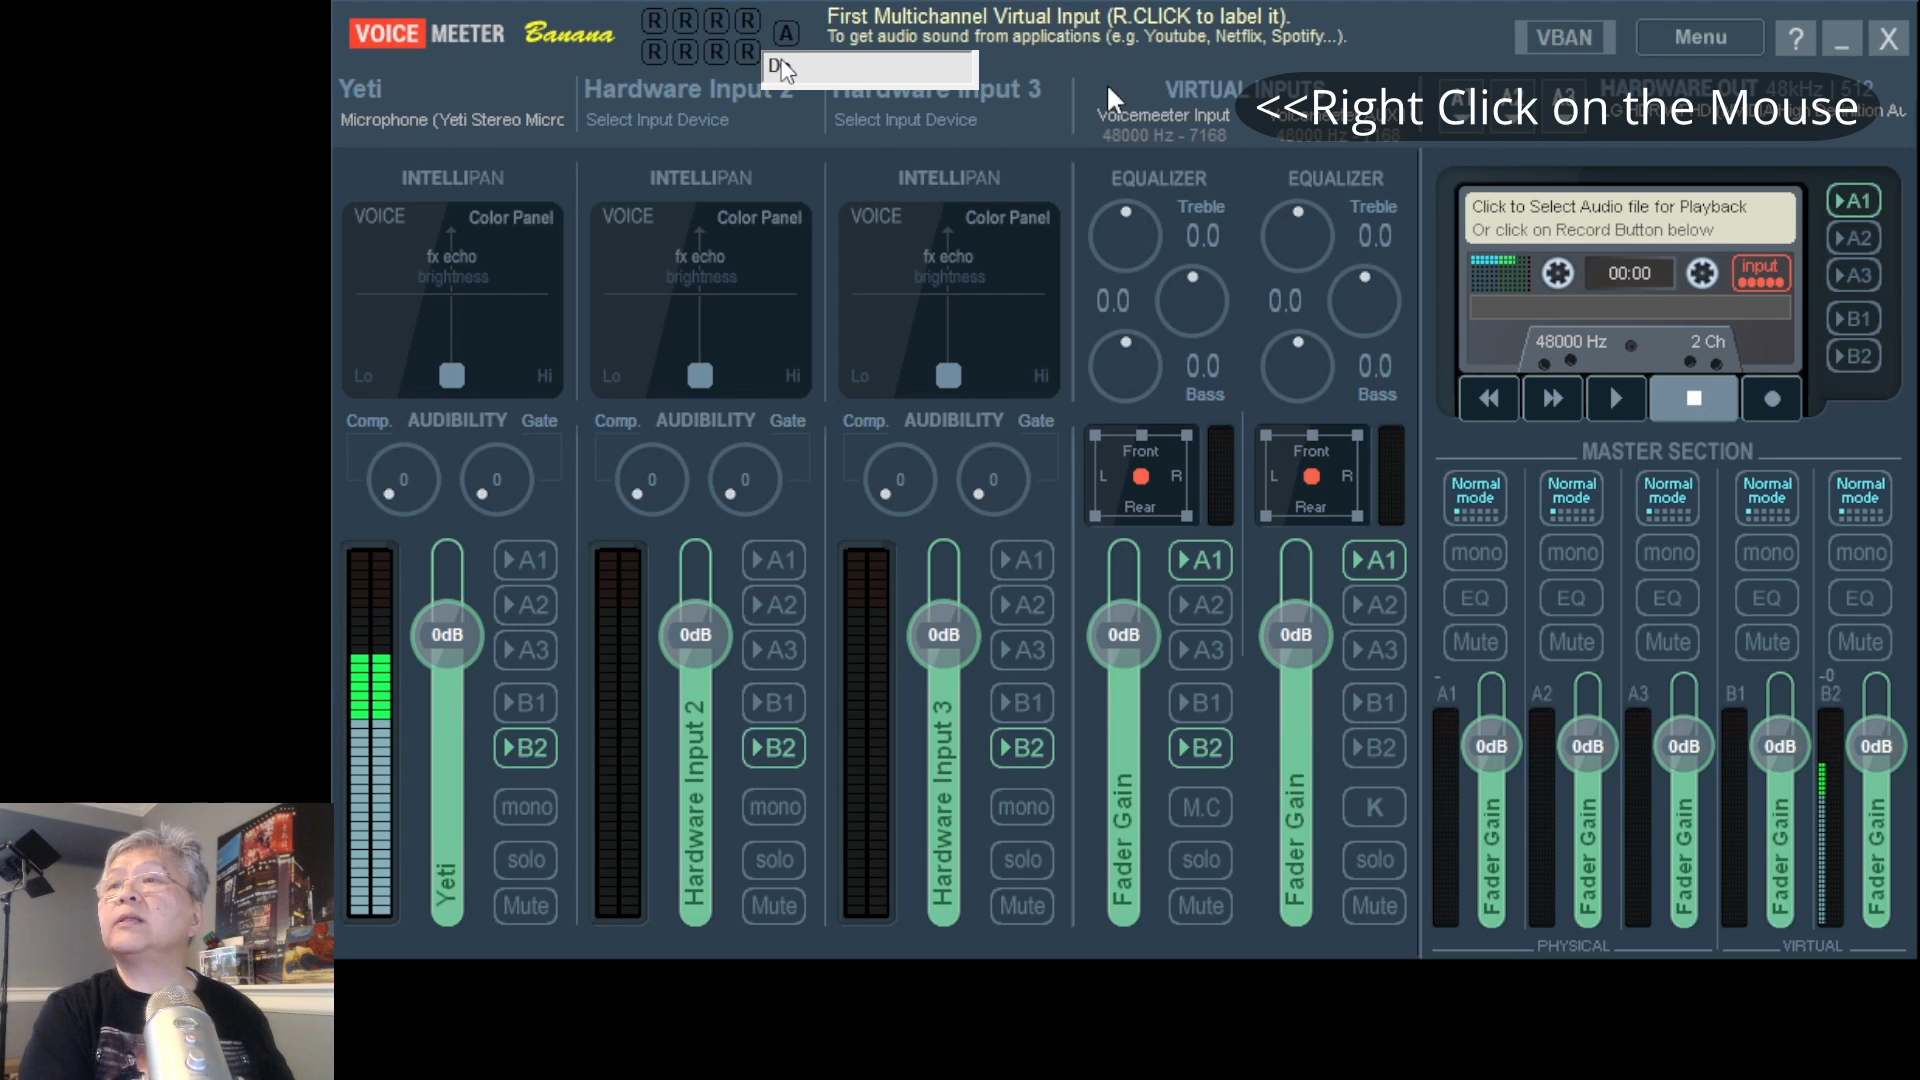 VOICE MEETER Banana
R R R R
A
R R R R
First Multichannel Virtual Input (R.CLICK to label it).
To get audio sound from applications (e.g. Youtube, Netflix, Spotify...).
VBAN
Menu
?
_
X
Yeti
Microphone (Yeti Stereo Micro
Hardware Input 2
Select Input Device
Hardware Input 3
Select Input Device
VIRTUAL INPUTS
Voicemeeter Input
48000 Hz - 7168
<<Right Click on the Mouse
HARDWARE OUT 48kHz | 512
INTELLIPAN
VOICE
Color Panel
fx echo
brightness
Lo
Hi
INTELLIPAN
VOICE
Color Panel
fx echo
brightness
Lo
Hi
INTELLIPAN
VOICE
Color Panel
fx echo
brightness
Lo
Hi
EQUALIZER
Treble
0.0
0.0
0.0
Bass
EQUALIZER
Treble
0.0
0.0
0.0
Bass
Comp. AUDIBILITY Gate
0 0
Comp. AUDIBILITY Gate
0 0
Comp. AUDIBILITY Gate
0 0
Front
L R
Rear
Front
L R
Rear
0dB
Yeti
A1
A2
A3
B1
B2
mono
solo
Mute
0dB
Hardware Input 2
A1
A2
A3
B1
B2
mono
solo
Mute
0dB
Hardware Input 3
A1
A2
A3
B1
B2
mono
solo
Mute
0dB
Fader Gain
A1
A2
A3
B1
B2
M.C
solo
Mute
0dB
Fader Gain
A1
A2
A3
B1
B2
K
solo
Mute
Click to Select Audio file for Playback
Or click on Record Button below
00:00
input
48000 Hz
2 Ch
A1
A2
A3
B1
B2
MASTER SECTION
Normal mode
Normal mode
Normal mode
Normal mode
Normal mode
mono mono mono mono mono
EQ EQ EQ EQ EQ
Mute Mute Mute Mute Mute
-
-0
A1 A2 A3 B1 B2
0dB 0dB 0dB 0dB 0dB
Fader Gain
Fader Gain
Fader Gain
Fader Gain
Fader Gain
PHYSICAL
VIRTUAL